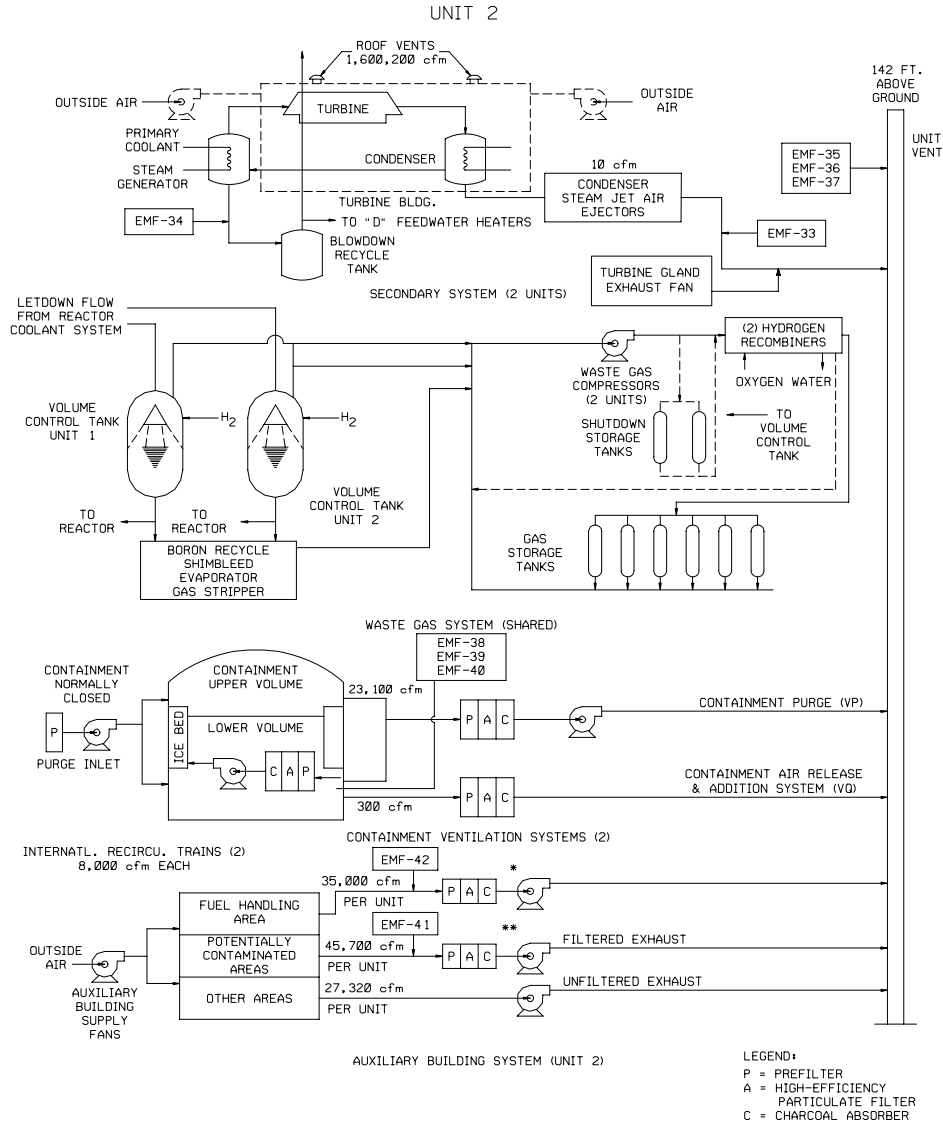 UNIT 2
ROOF VENTS
1,600,200 cfm
142 FT.
ABOVE
GROUND
OUTSIDE AIR
TURBINE
OUTSIDE
AIR
UNIT
VENT
PRIMARY
COOLANT
STEAM
GENERATOR
CONDENSER
EMF-35
EMF-36
EMF-37
10 cfm
CONDENSER
STEAM JET AIR
EJECTORS
TURBINE BLDG.
TO "D" FEEDWATER HEATERS
EMF-34
BLOWDOWN
RECYCLE
TANK
EMF-33
TURBINE GLAND
EXHAUST FAN
SECONDARY SYSTEM (2 UNITS)
LETDOWN FLOW
FROM REACTOR
COOLANT SYSTEM
(2) HYDROGEN
RECOMBINERS
WASTE GAS
COMPRESSORS
(2 UNITS)
OXYGEN WATER
VOLUME
CONTROL TANK
UNIT 1
H2
H2
SHUTDOWN
STORAGE
TANKS
TO
VOLUME
CONTROL
TANK
VOLUME
CONTROL TANK
UNIT 2
TO
REACTOR
TO
REACTOR
BORON RECYCLE
SHIMBLEED
EVAPORATOR
GAS STRIPPER
GAS
STORAGE
TANKS
WASTE GAS SYSTEM (SHARED)
EMF-38
EMF-39
EMF-40
CONTAINMENT
NORMALLY
CLOSED
CONTAINMENT
UPPER VOLUME
23,100 cfm
CONTAINMENT PURGE (VP)
P
PURGE INLET
ICE BED
LOWER VOLUME
C A P
P A C
CONTAINMENT AIR RELEASE
& ADDITION SYSTEM (VQ)
300 cfm
P A C
CONTAINMENT VENTILATION SYSTEMS (2)
INTERNATL. RECIRCU. TRAINS (2)
8,000 cfm EACH
EMF-42
35,000 cfm
PER UNIT
P A C
*
FUEL HANDLING
AREA
EMF-41
**
POTENTIALLY
CONTAMINATED
AREAS
45,700 cfm
PER UNIT
P A C
FILTERED EXHAUST
OUTSIDE
AIR
OTHER AREAS
27,320 cfm
PER UNIT
UNFILTERED EXHAUST
AUXILIARY
BUILDING
SUPPLY
FANS
AUXILIARY BUILDING SYSTEM (UNIT 2)
LEGEND:
P = PREFILTER
A = HIGH-EFFICIENCY
PARTICULATE FILTER
C = CHARCOAL ABSORBER